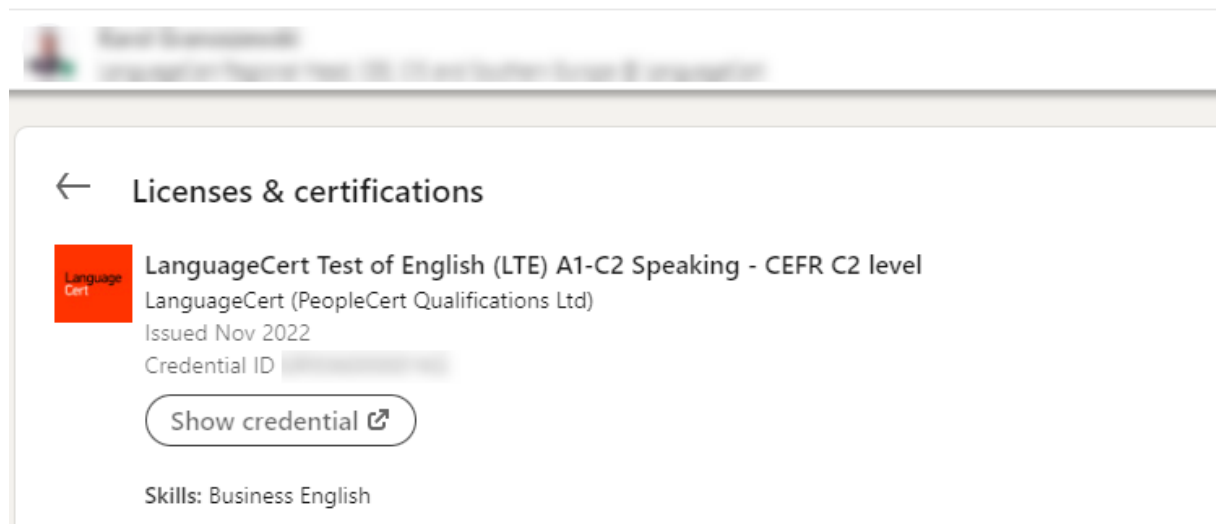 Licenses & certifications
Language
Cert
LanguageCert Test of English (LTE) A1-C2 Speaking - CEFR C2 level
LanguageCert (PeopleCert Qualifications Ltd)
Issued Nov 2022
Credential ID
Show credential
Skills: Business English